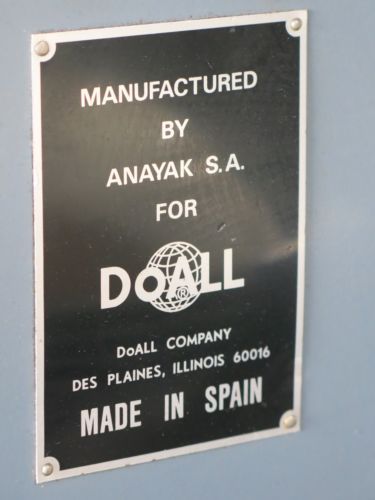 MANUFACTURED
BY
ANAYAK S.A.
FOR
DoALL
®
DoALL COMPANY
DES PLAINES, ILLINOIS 60016
MADE IN SPAIN